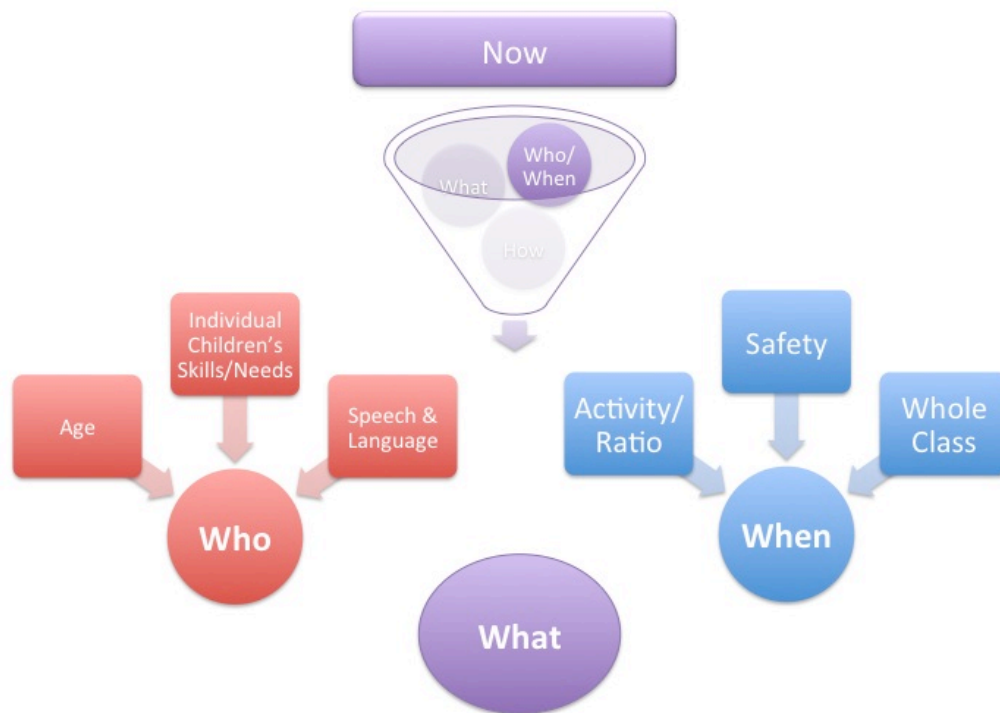 Now
Who/
When
What
How
Individual
Children's
Skills/Needs
Age
Speech &
Language
Who
Safety
Activity/
Ratio
Whole
Class
When
What